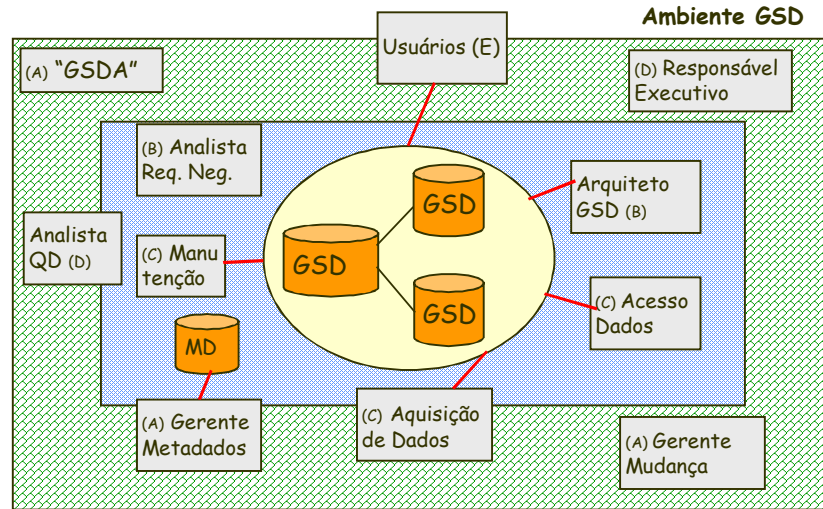 Ambiente GSD
Usuários (E)
(A) “GSDA”
(D) Responsável
Executivo
(B) Analista
Req. Neg.
GSD
Arquiteto
GSD (B)
Analista
QD (D)
(C) Manu
tenção
GSD
(C) Acesso
Dados
GSD
MD
(A) Gerente
Metadados
(C) Aquisição
de Dados
(A) Gerente
Mudança